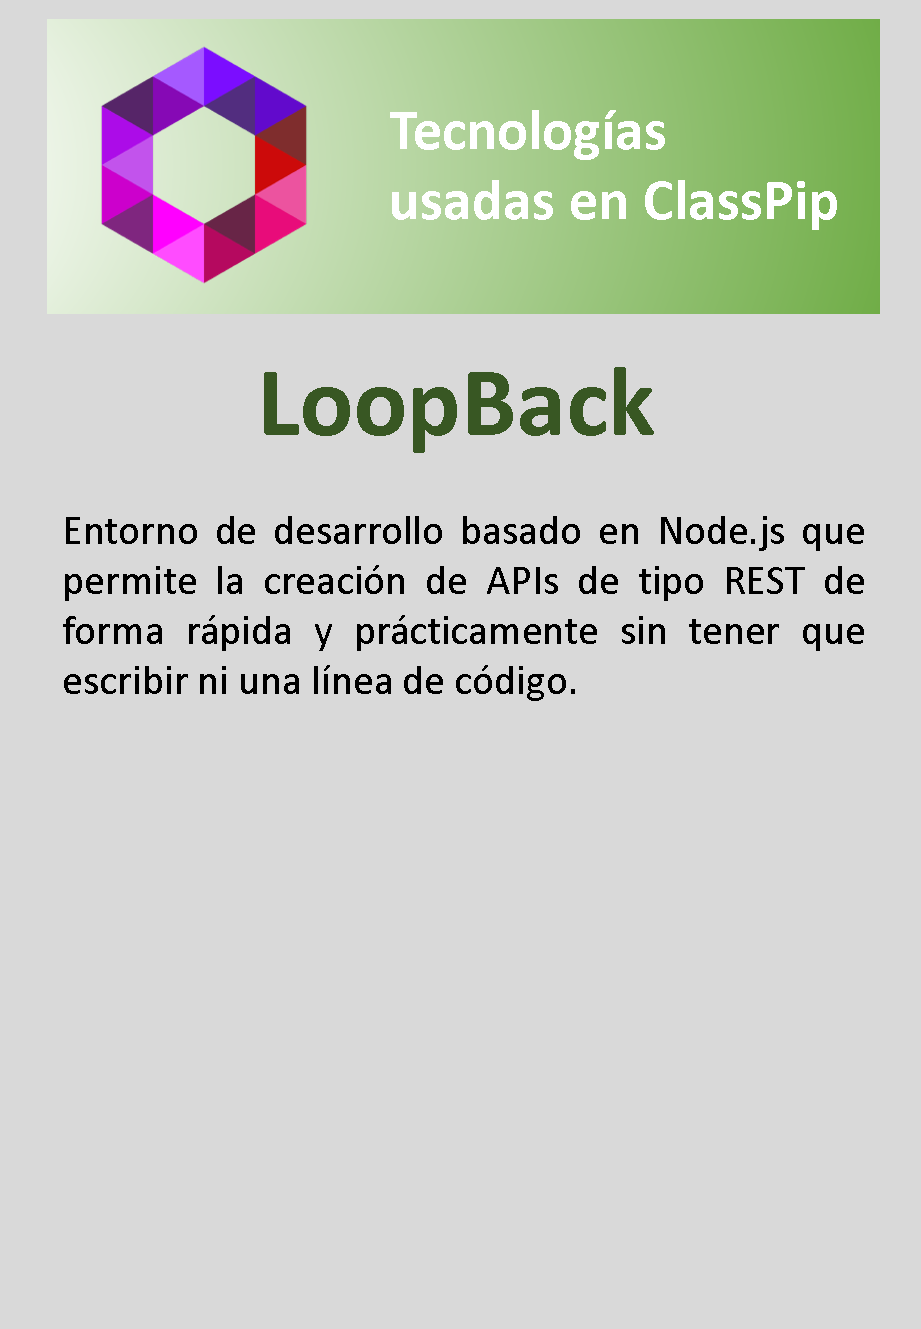 Tecnologías
usadas en ClassPip
LoopBack
Entorno de desarrollo basado en Node.js que
permite la creación de APIs de tipo REST de
forma rápida y prácticamente sin tener que
escribir ni una línea de código.